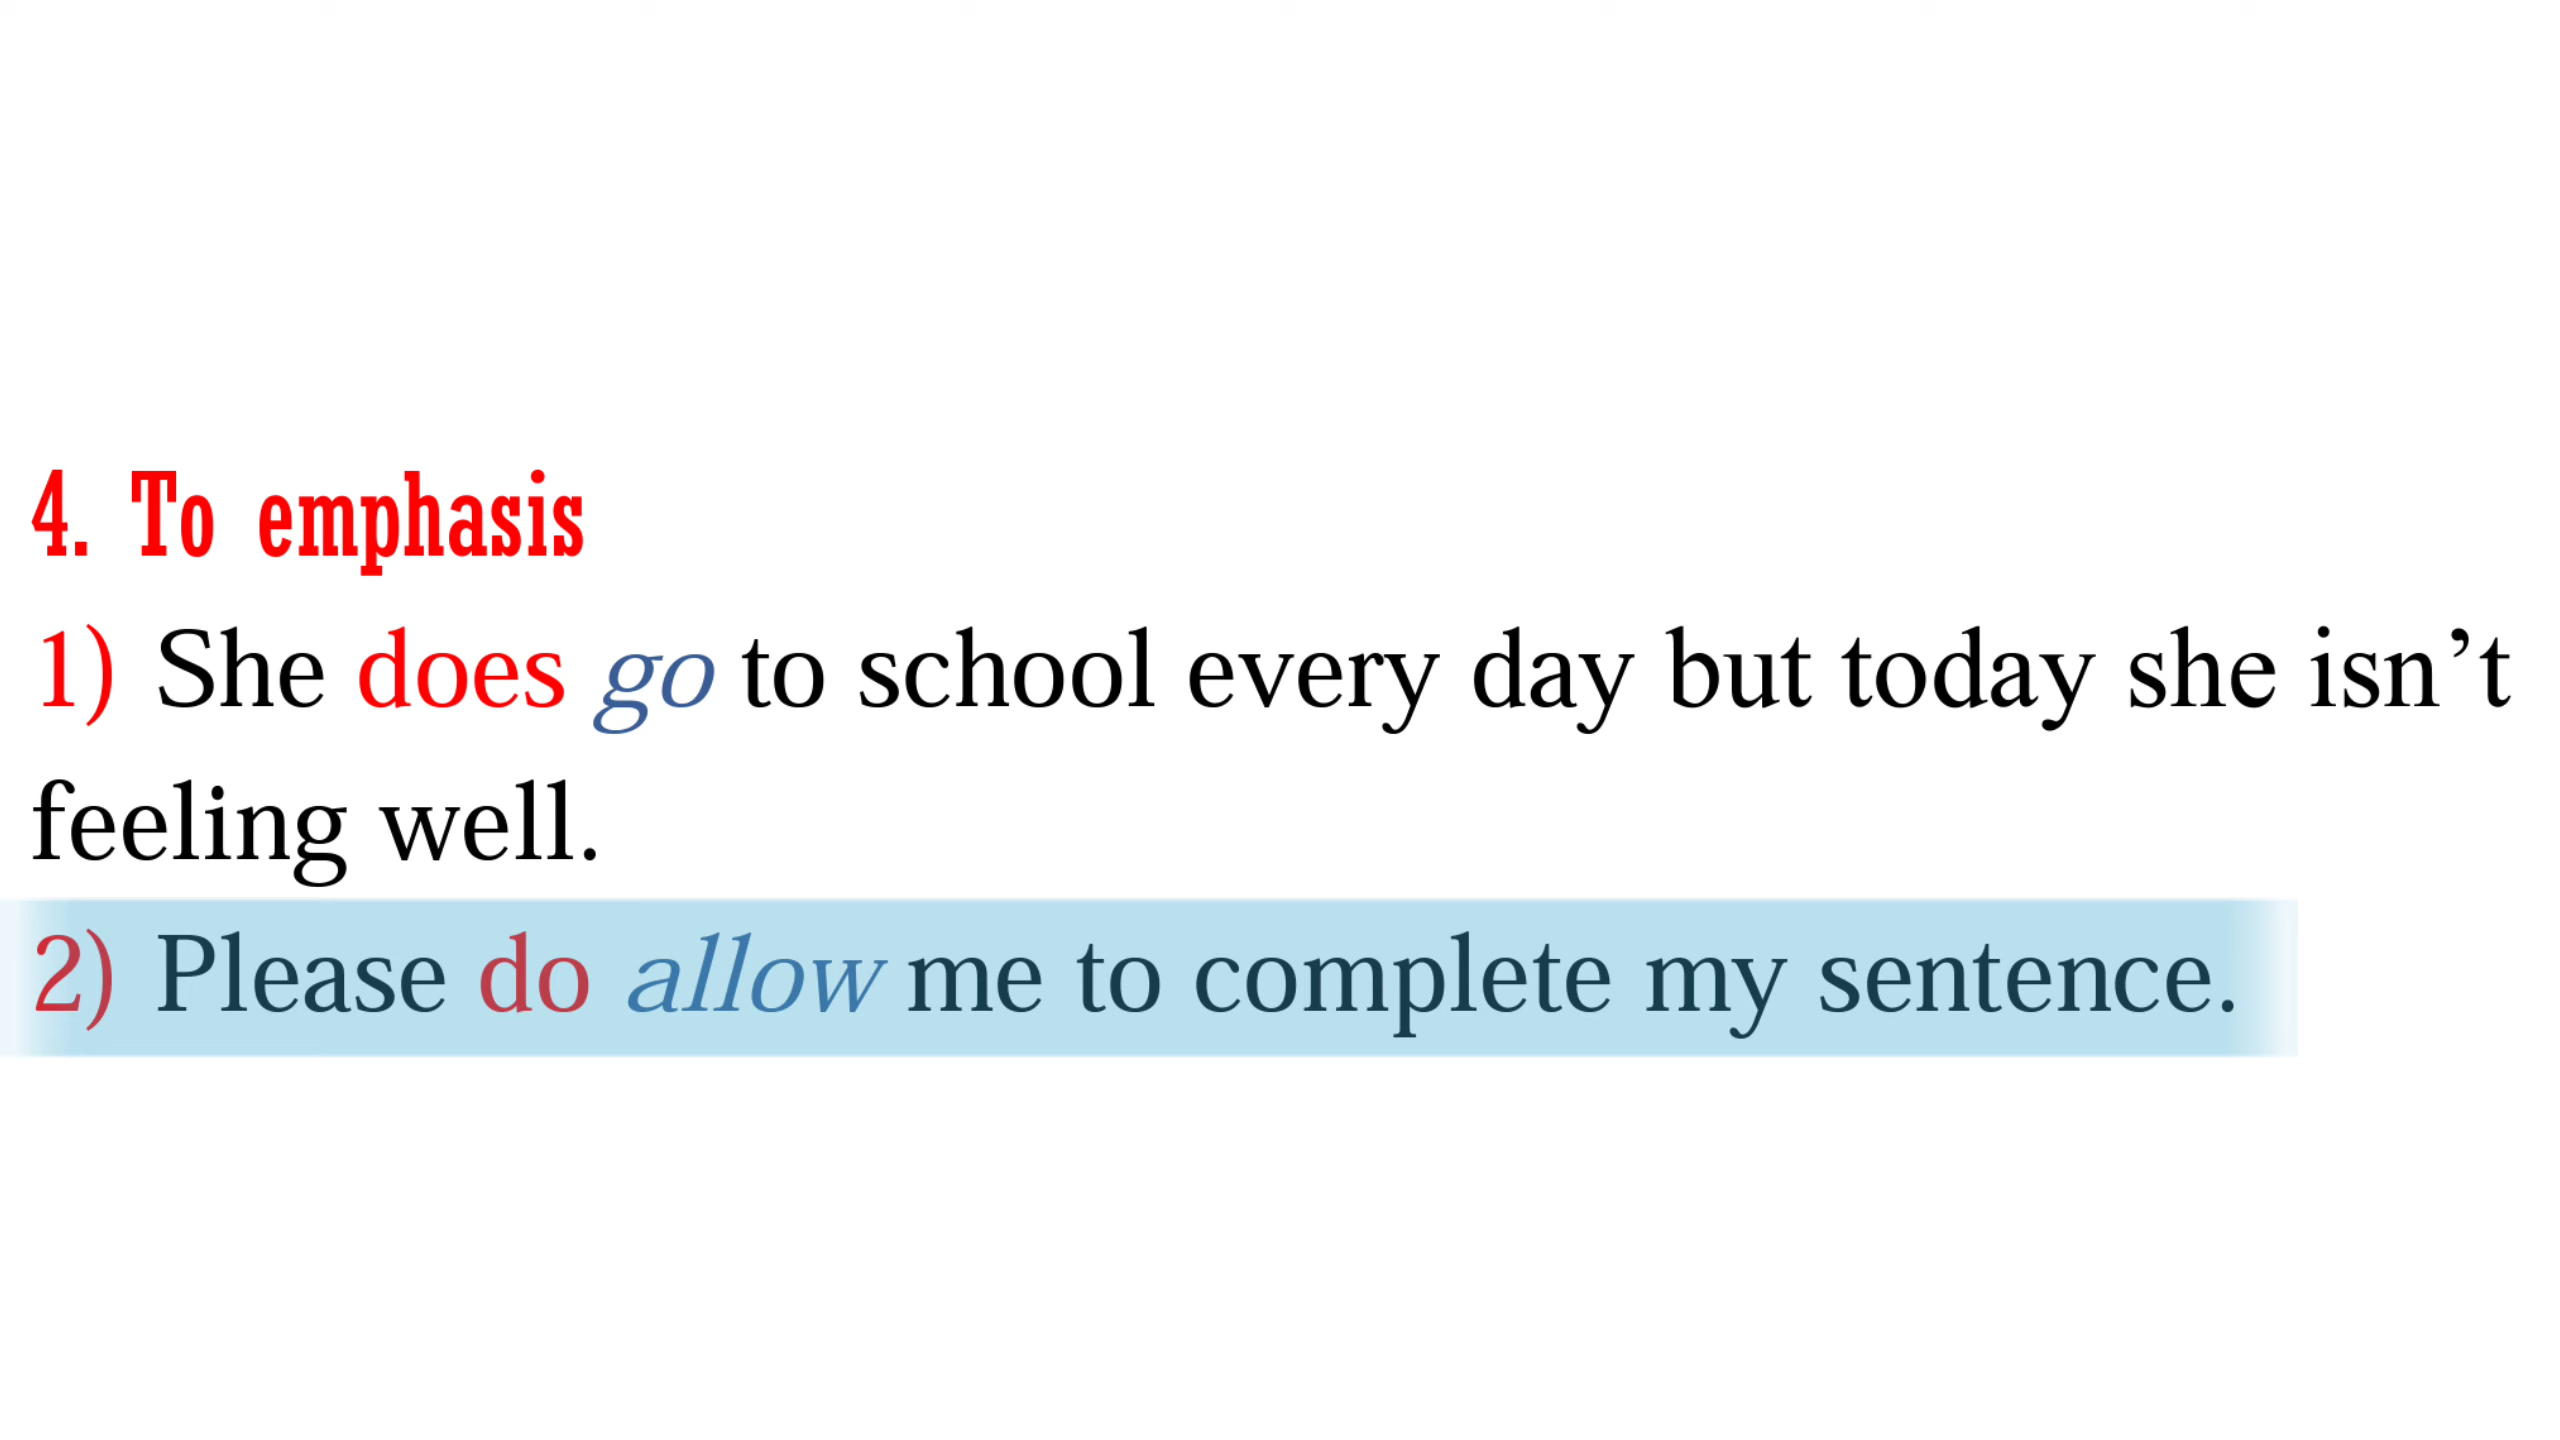 4. To emphasis
1) She does go to school every day but today she isn’t
feeling well.
2) Please do allow me to complete my sentence.